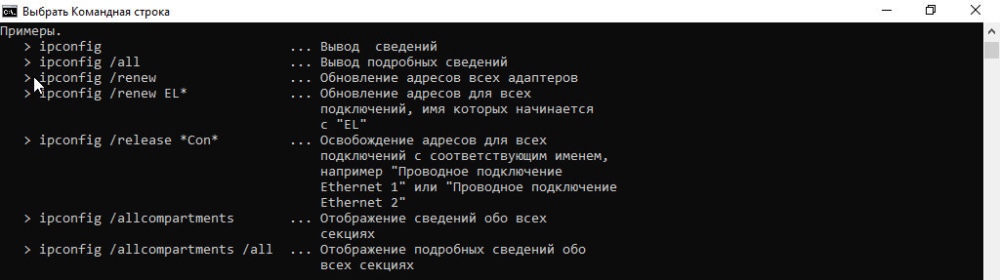 C:\. Выбрать Командная строка
Примеры.
> ipconfig ... Вывод сведений
> ipconfig /all ... Вывод подробных сведений
> ipconfig /renew ... Обновление адресов всех адаптеров
> ipconfig /renew EL* ... Обновление адресов для всех
подключений, имя которых начинается
с "EL"
> ipconfig /release *Con* ... Освобождение адресов для всех
подключений с соответствующим именем,
например "Проводное подключение
Ethernet 1" или "Проводное подключение
Ethernet 2"
> ipconfig /allcompartments ... Отображение сведений обо всех
секциях
> ipconfig /allcompartments /all ... Отображение подробных сведений обо
всех секциях